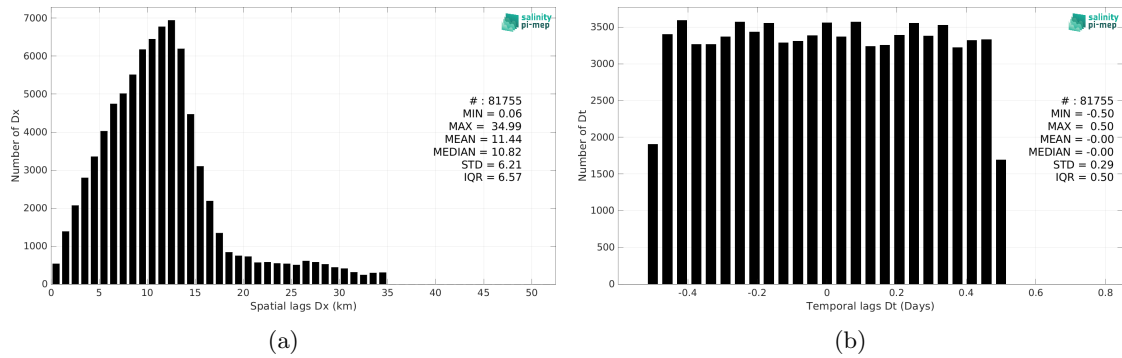 7000
6000
5000
4000
3000
2000
1000
0
Number of Dx
salinity
pi-mep
# : 81755
MIN = 0.06
MAX = 34.99
MEAN = 11.44
MEDIAN = 10.82
STD = 6.21
IQR = 6.57
0 5 10 15 20 25 30 35 40 45 50
Spatial lags Dx (km)
(a)
3500
3000
2500
2000
1500
1000
500
0
Number of Dt
salinity
pi-mep
# : 81755
MIN = -0.50
MAX = 0.50
MEAN = -0.00
MEDIAN = -0.00
STD = 0.29
IQR = 0.50
-0.4 -0.2 0 0.2 0.4 0.6 0.8
Temporal lags Dt (Days)
(b)